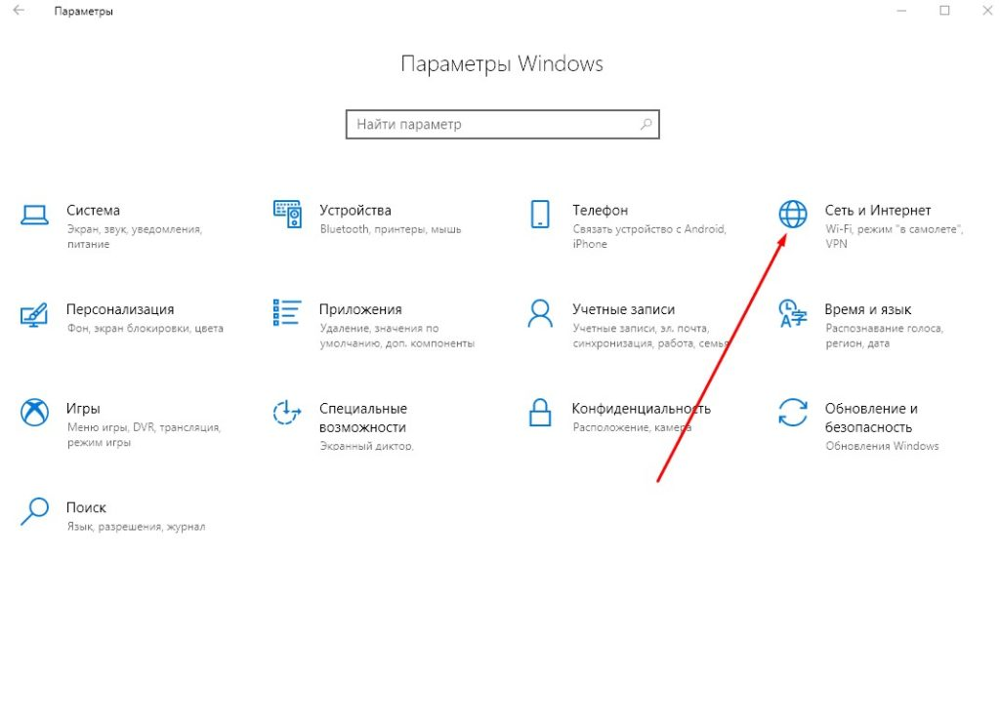 Параметры
Параметры Windows
Найти параметр
Система
Экран, звук, уведомления,
питание
Устройства
Bluetooth, принтеры, мышь
Телефон
Связать устройство с Android,
iPhone
Сеть и Интернет
Wi-Fi, режим "в самолете",
VPN
Персонализация
Фон, экран блокировки, цвета
Приложения
Удаление, значения по
умолчанию, доп. компоненты
Учетные записи
Учетные записи, эл. почта,
синхронизация, работа, семья
Время и язык
Распознавание голоса,
регион, дата
Игры
Меню игры, DVR, трансляция,
режим игры
Специальные
возможности
Экранный диктор,
Конфиденциальность
Расположение, камера
Обновление и
безопасность
Обновления Windows
Поиск
Язык, разрешения, журнал